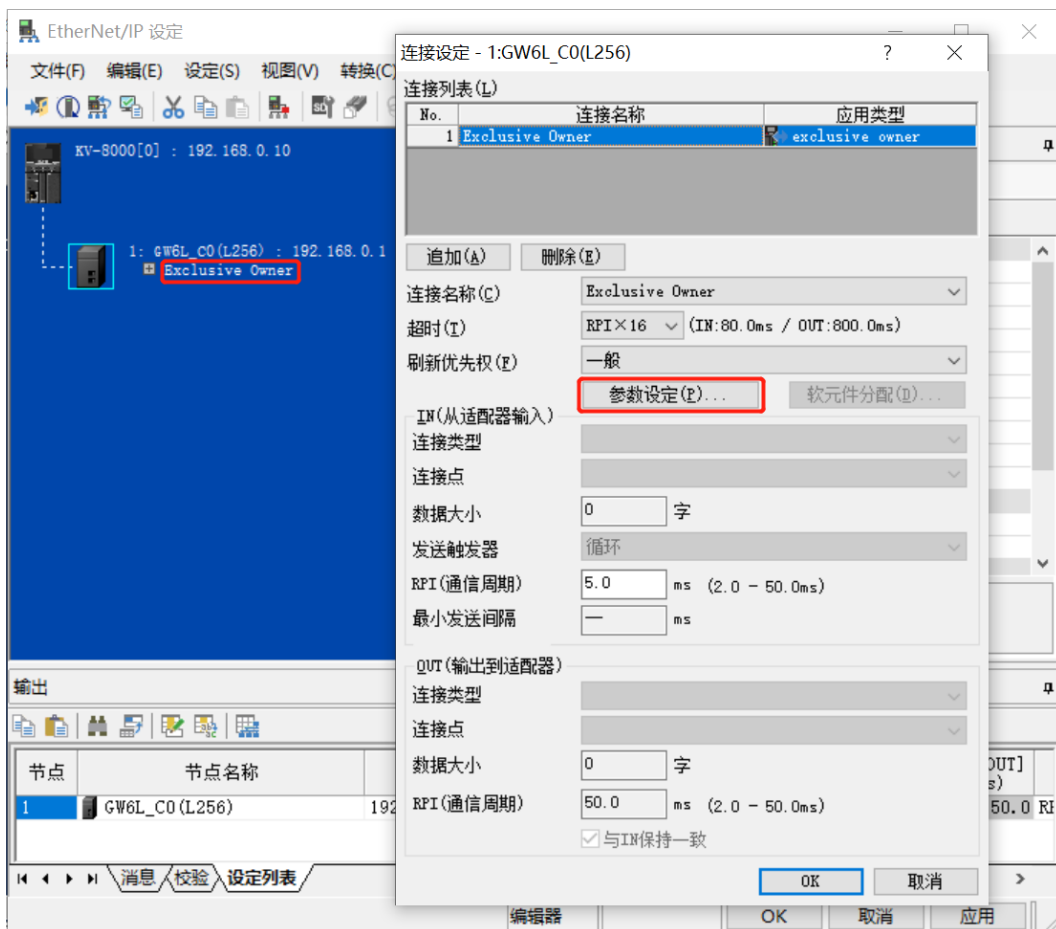 EtherNet/IP 设定
文件(F) 编辑(E) 设定(S) 视图(V) 转换(C)
KV-8000[0] : 192.168.0.10
1: GW6L_C0(L256) : 192.168.0.1
Exclusive Owner
连接设定 - 1:GW6L_C0(L256)
连接列表(L)
No. 连接名称 应用类型
1 Exclusive Owner exclusive owner
追加(A) 删除(E)
连接名称(C) Exclusive Owner
超时(T) RPI×16 (IN:80.0ms / OUT:800.0ms)
刷新优先权(F) 一般
参数设定(P)... 软元件分配(D)...
IN(从适配器输入)
连接类型
连接点
数据大小 0 字
发送触发器 循环
RPI(通信周期) 5.0 ms (2.0 - 50.0ms)
最小发送间隔 — ms
OUT(输出到适配器)
连接类型
连接点
数据大小 0 字
RPI(通信周期) 50.0 ms (2.0 - 50.0ms)
与IN保持一致
OK 取消
输出
节点 节点名称 OUT]
1 GW6L_C0(L256) 192 50.0
消息 校验 设定列表
编辑器 OK 取消 应用